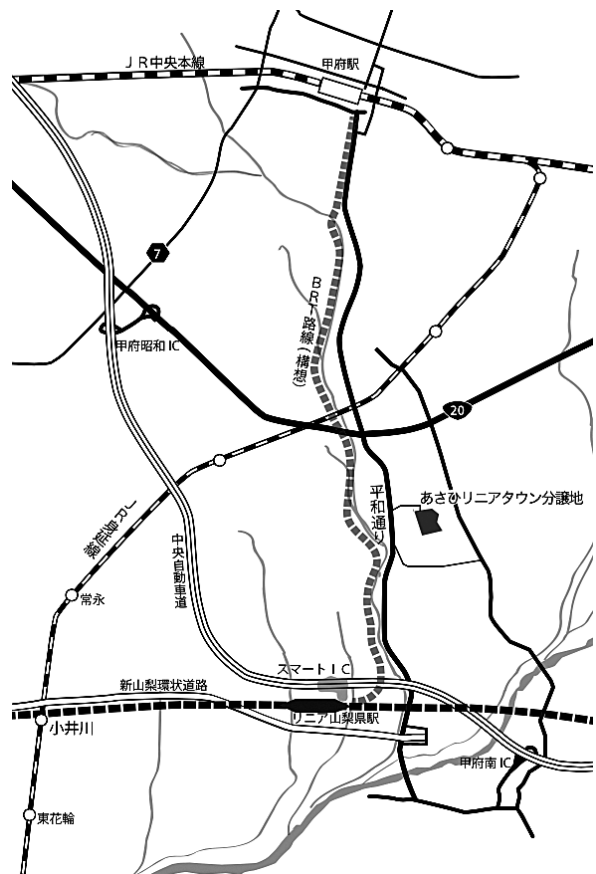 JR中央本線
甲府駅
7
BRT路線(構想)
甲府昭和IC
20
あさひリニアタウン分譲地
平和通り
JR身延線
中央自動車道
常永
スマートIC
新山梨環状道路
リニア山梨県駅
小井川
甲府南IC
東花輪